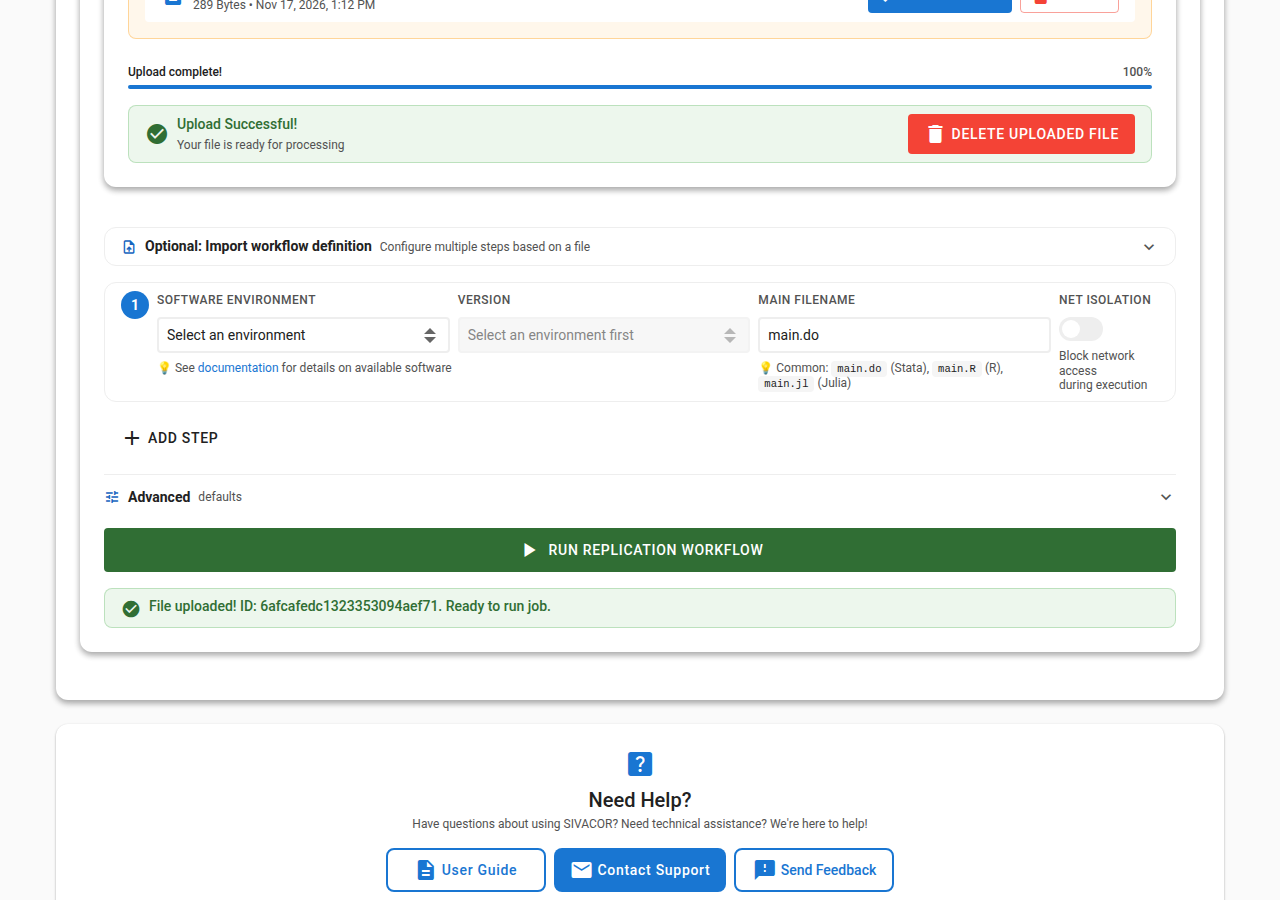 289 Bytes • Nov 17, 2026, 1:12 PM
Upload complete!
100%
Upload Successful!
Your file is ready for processing
DELETE UPLOADED FILE
Optional: Import workflow definition Configure multiple steps based on a file
1
SOFTWARE ENVIRONMENT
VERSION
MAIN FILENAME
NET ISOLATION
Select an environment
Select an environment first
main.do
💡 See documentation for details on available software
💡 Common: main.do (Stata), main.R (R),
main.jl (Julia)
Block network
access
during execution
ADD STEP
Advanced defaults
RUN REPLICATION WORKFLOW
File uploaded! ID: 6afcafedc1323353094aef71. Ready to run job.
?
Need Help?
Have questions about using SIVACOR? Need technical assistance? We're here to help!
User Guide
Contact Support
Send Feedback